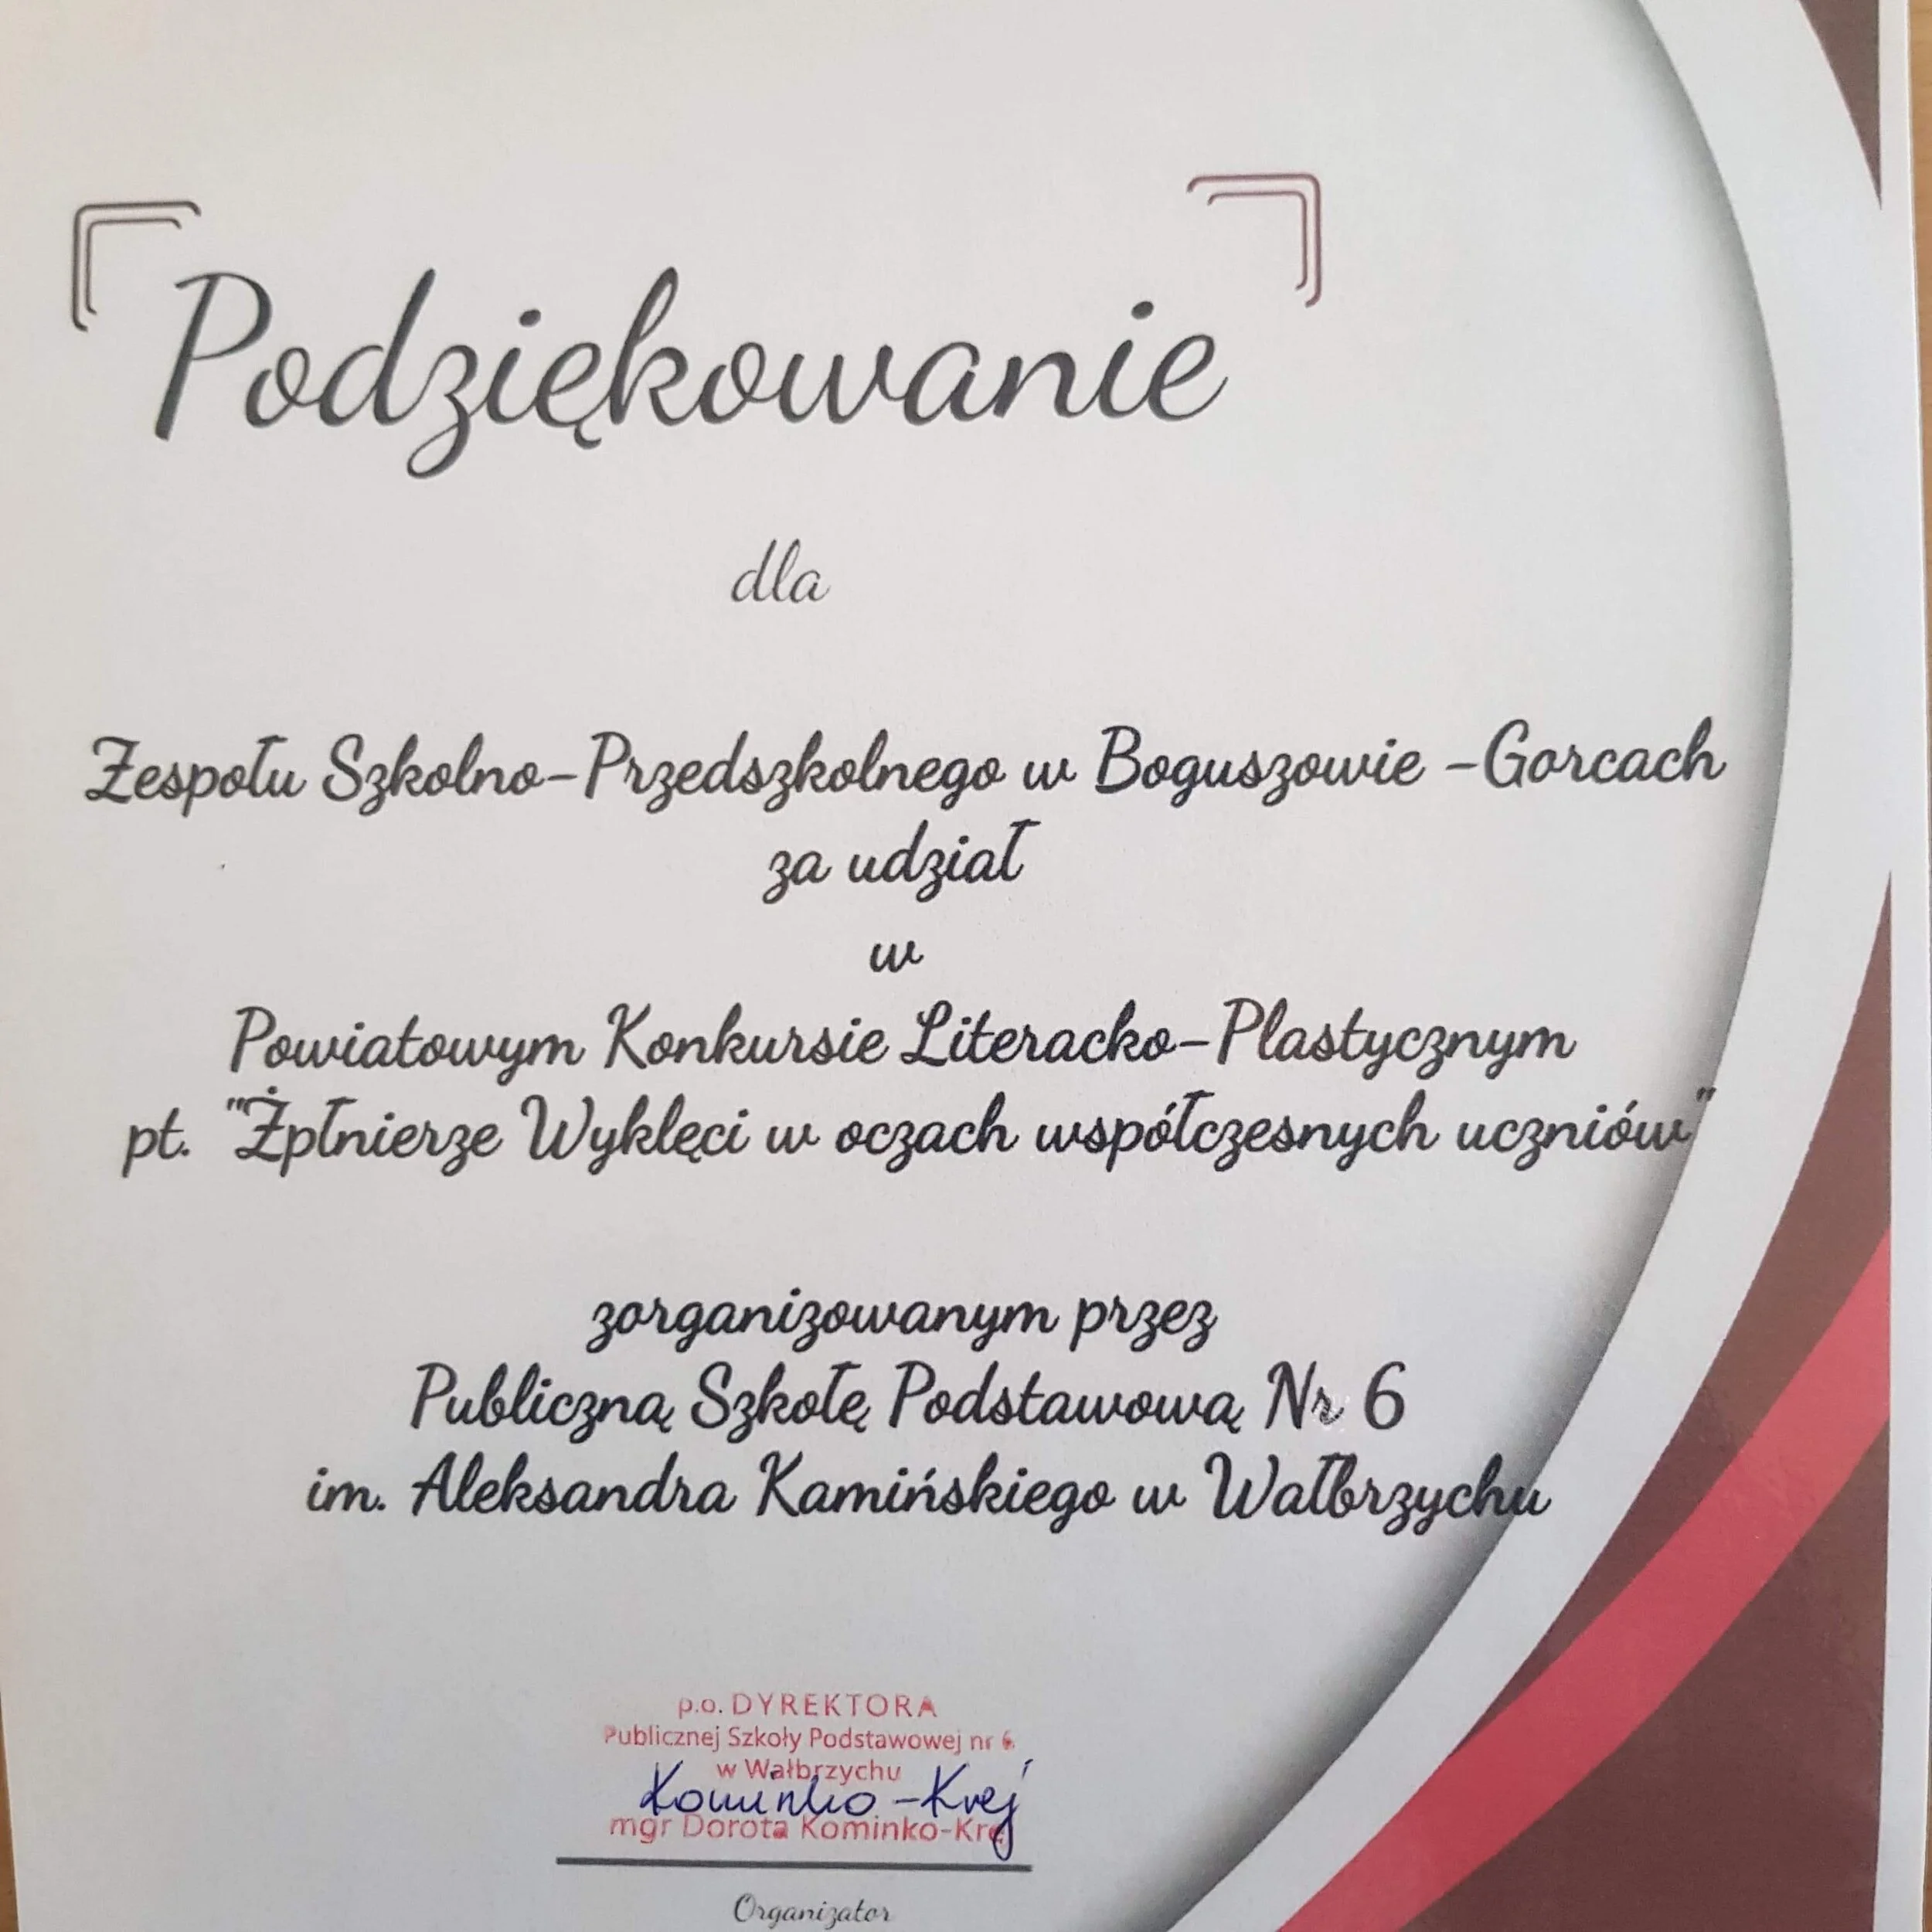 Podziękowanie
dla
Zespołu Szkolno-Przedszkolnego w Boguszowie -Gorcach
za udział
w
Powiatowym Konkursie Literacko-Plastycznym
pt. "Żpłnierze Wyklęci w oczach współczesnych uczniów"
zorganizowanym przez
Publiczną Szkołę Podstawową Nr 6
im. Aleksandra Kamińskiego w Wałbrzychu
p.o. DYREKTORA
Publicznej Szkoły Podstawowej nr 6
w Wałbrzychu
Kominko-Krej
mgr Dorota Kominko-Krej
Organizator